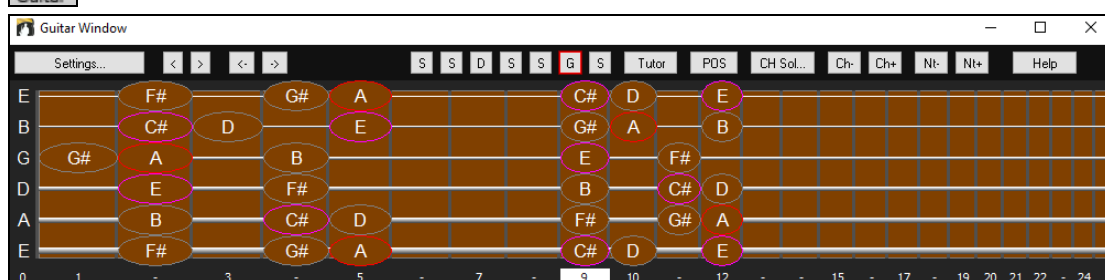 Guitar
Guitar Window
Settings... < > <- -> S S D S S G S Tutor POS CH Sol... Ch- Ch+ Nt- Nt+ Help
E F# G# A C# D E
B C# D E G# A B
G G# A B E F#
D E F# B C# D
A B C# D F# G# A
E F# G# A C# D E
0 1 - 3 - 5 - 7 - 9 10 - 12 - - 15 - 17 - 19 20 21 22 - 24